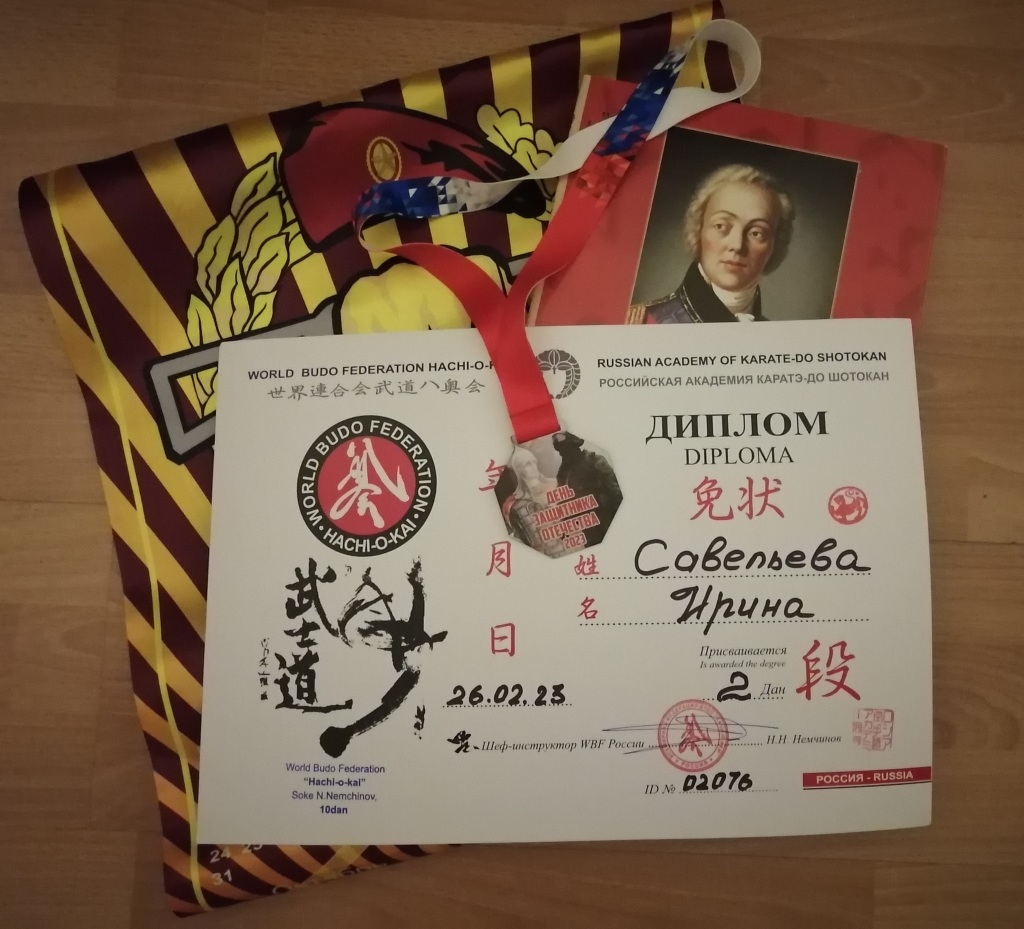 WORLD BUDO FEDERATION HACHI-O-K
世界連合会武道八奥会
WORLD BUDO FEDERATION
HACHI-O-KAI
武士道
World Budo Federation
"Hachi-o-kai"
Soke N.Nemchinov,
10dan
月
日
26.02.23
ДЕНЬ
ЗАЩИТНИКА
ОТЕЧЕСТВА
2023
RUSSIAN ACADEMY OF KARATE-DO SHOTOKAN
РОССИЙСКАЯ АКАДЕМИЯ КАРАТЭ-ДО ШОТОКАН
ДИПЛОМ
DIPLOMA
免状
姓 Савельева
名 Ирина
Присваивается
Is awarded the degree
2 Дан 段
Шеф-инструктор WBF России Н.Н. Немчинов
ID № 02076
РОССИЯ - RUSSIA
24 25
31